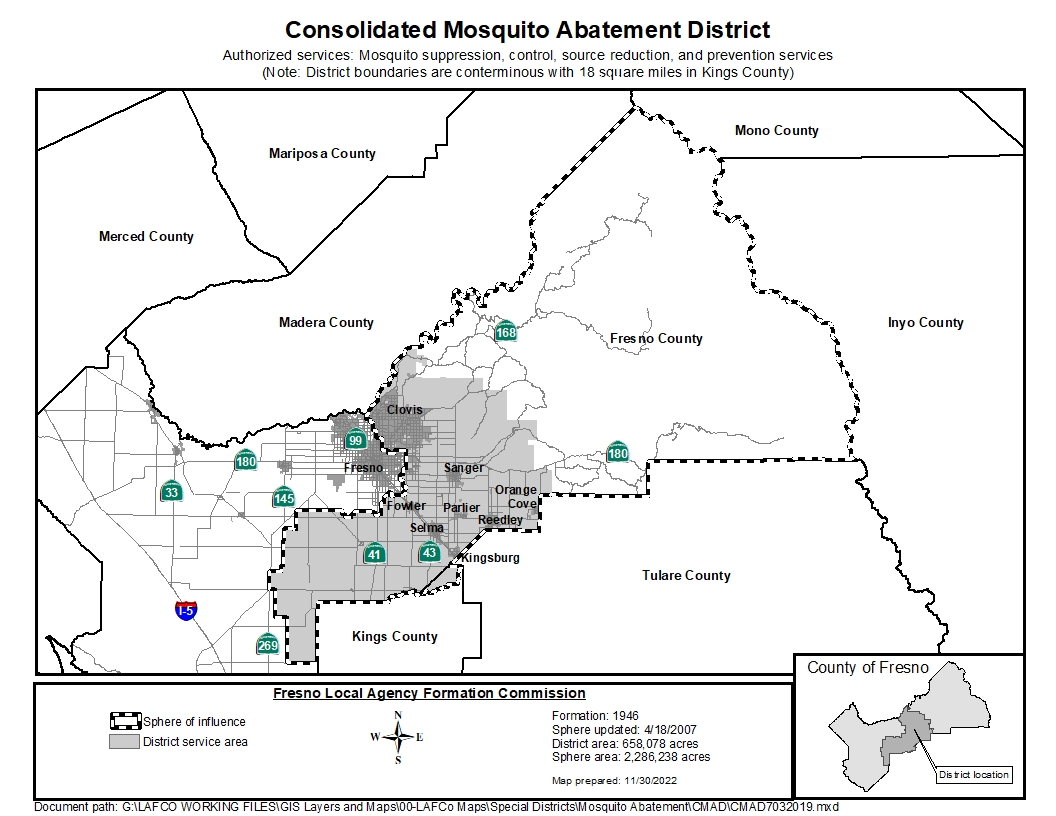 Consolidated Mosquito Abatement District
Authorized services: Mosquito suppression, control, source reduction, and prevention services
(Note: District boundaries are conterminous with 18 square miles in Kings County)
Mono County
Mariposa County
Merced County
Madera County
168
Fresno County
Inyo County
Clovis
99
180
Fresno
Sanger
180
33
145
Orange
Cove
Fowler
Parlier
Reedley
Selma
41
43
Kingsburg
Tulare County
I-5
269
Kings County
County of Fresno
District location
Fresno Local Agency Formation Commission
Sphere of influence
District service area
N
W
E
S
Formation: 1946
Sphere updated: 4/18/2007
District area: 658,078 acres
Sphere area: 2,286,238 acres
Map prepared: 11/30/2022
Document path: G:\LAFCO WORKING FILES\GIS Layers and Maps\00-LAFCo Maps\Special Districts\Mosquito Abatement\CMAD\CMAD7032019.mxd